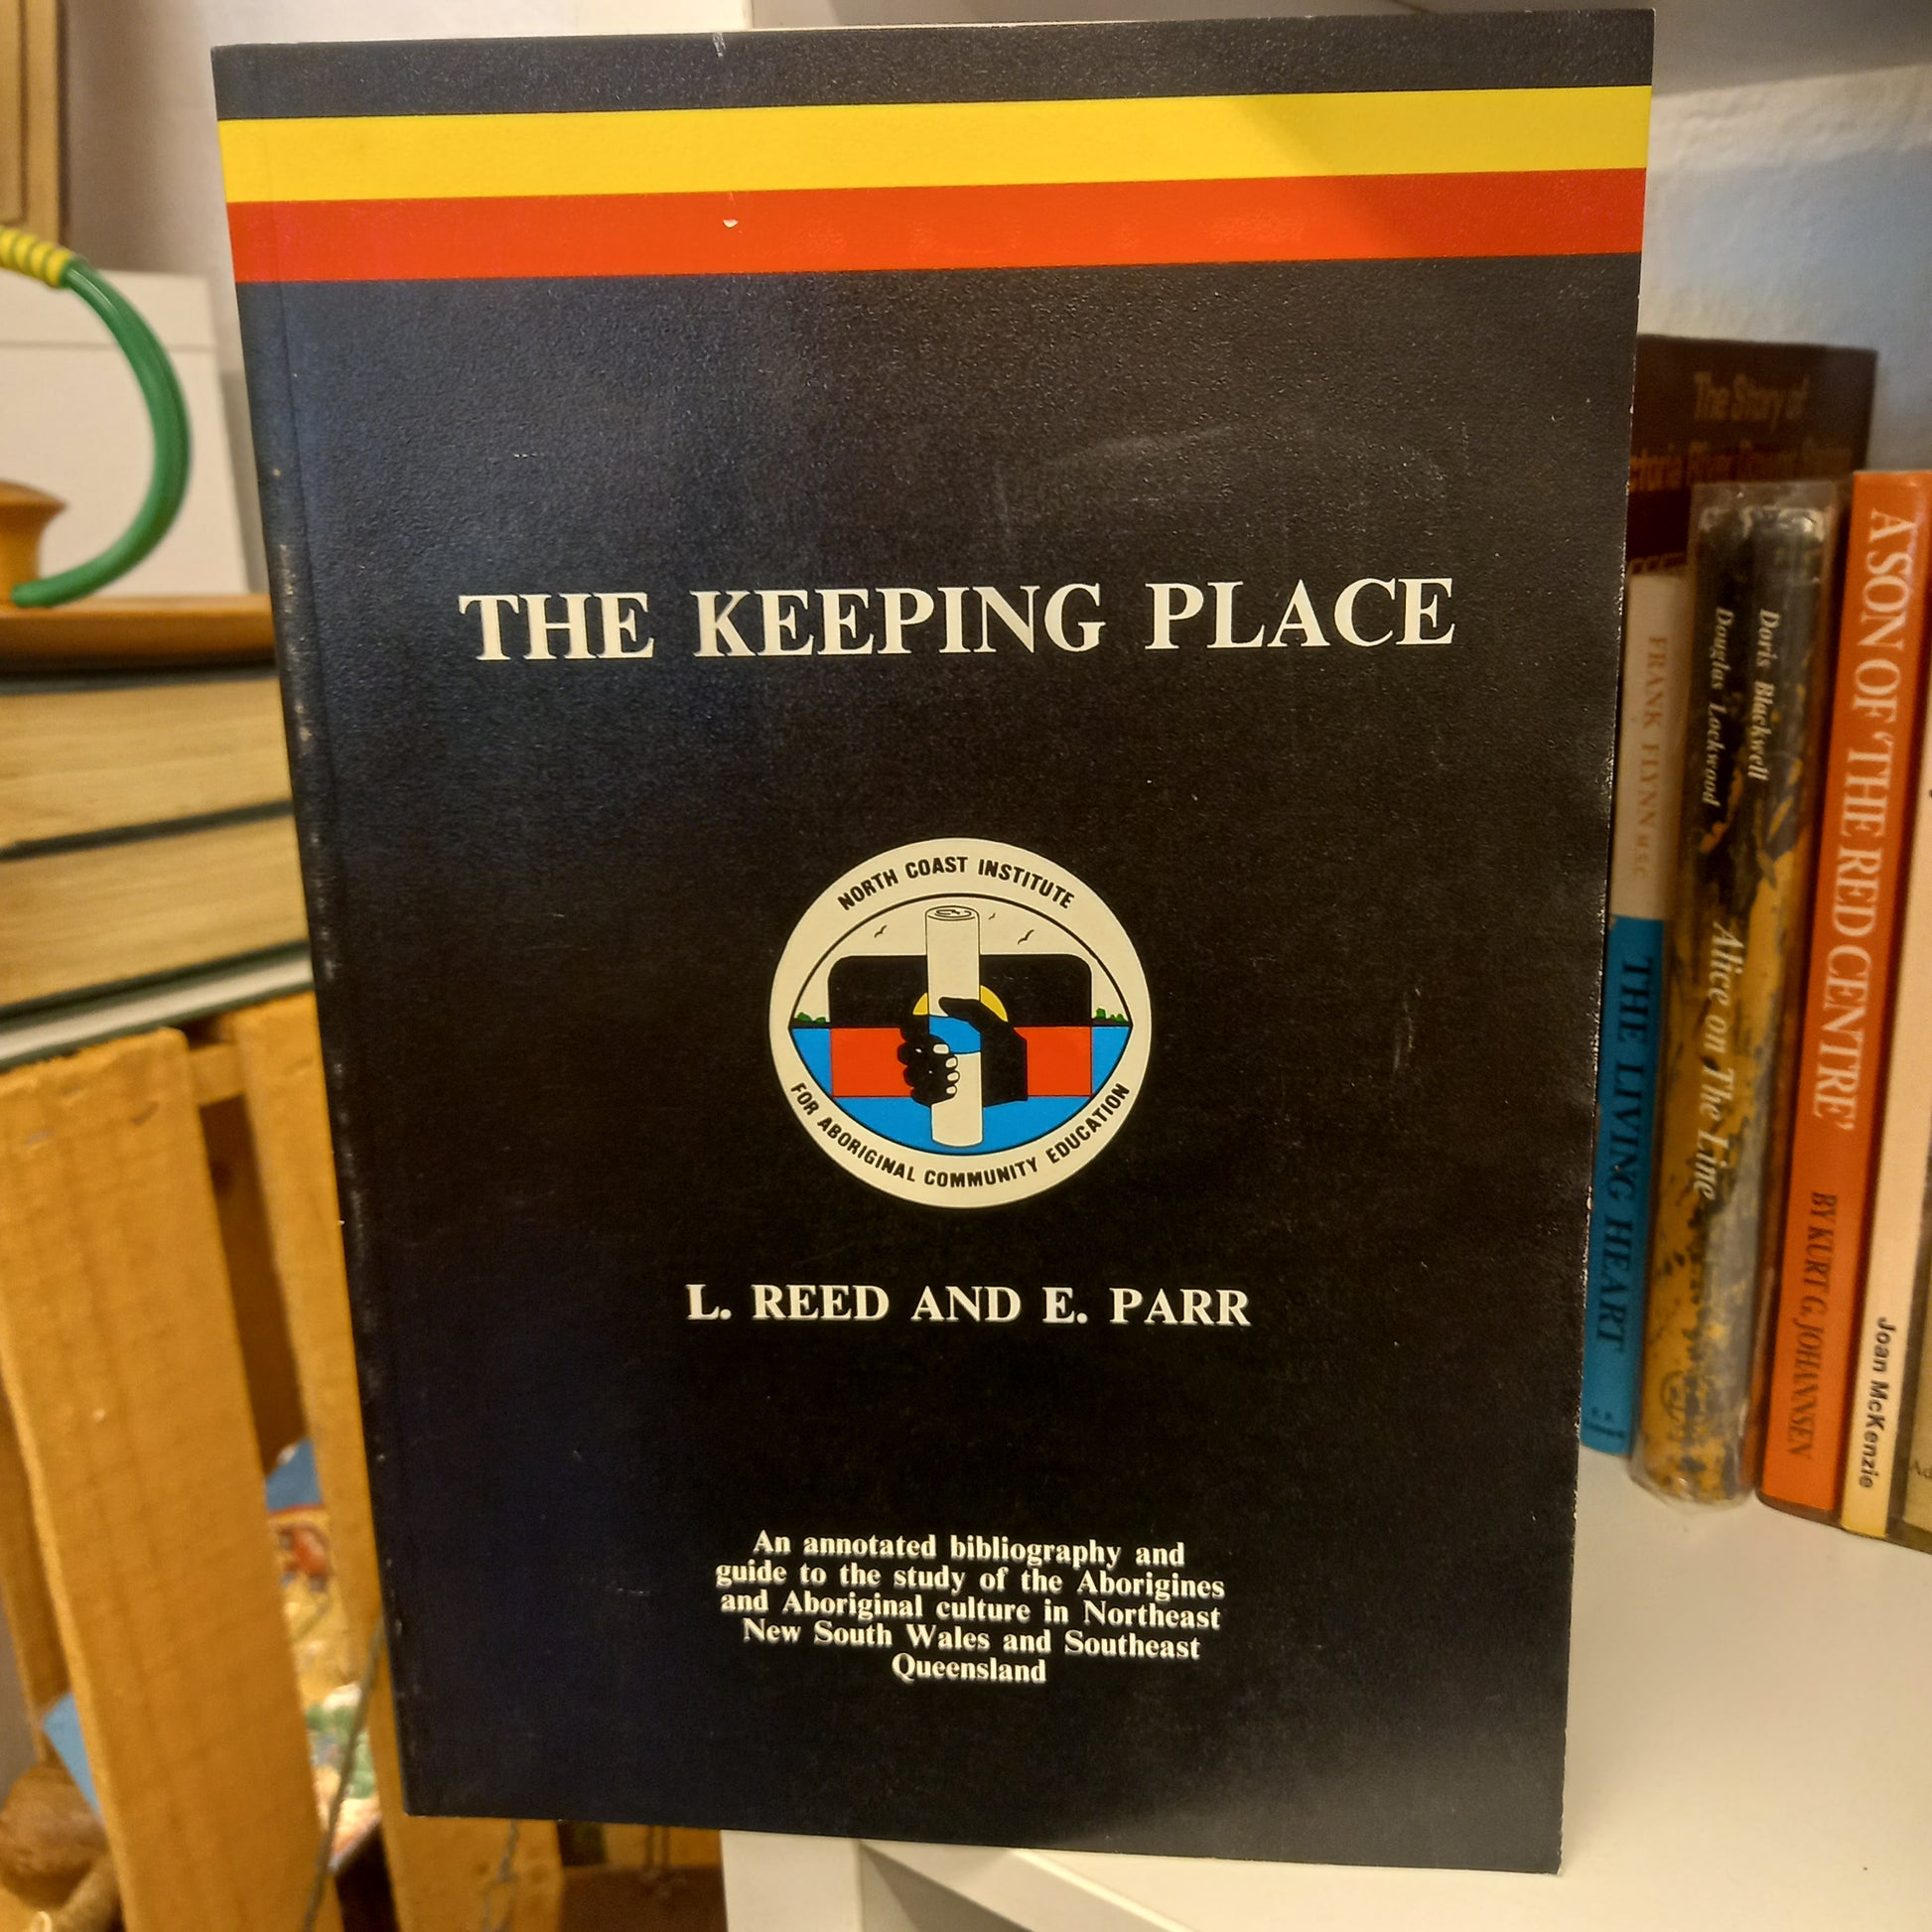 THE KEEPING PLACE
NORTH COAST INSTITUTE
FOR ABORIGINAL COMMUNITY EDUCATION
L. REED AND E. PARR
An annotated bibliography and
guide to the study of the Aborigines
and Aboriginal culture in Northeast
New South Wales and Southeast
Queensland
The Story of
FRANK FLYNN MSC
THE LIVING HEART
Doris Blackwell
Douglas Lockwood
Alice on The Line
A SON OF 'THE RED CENTRE'
BY KURT G. JOHANNSEN
Joan McKenzie